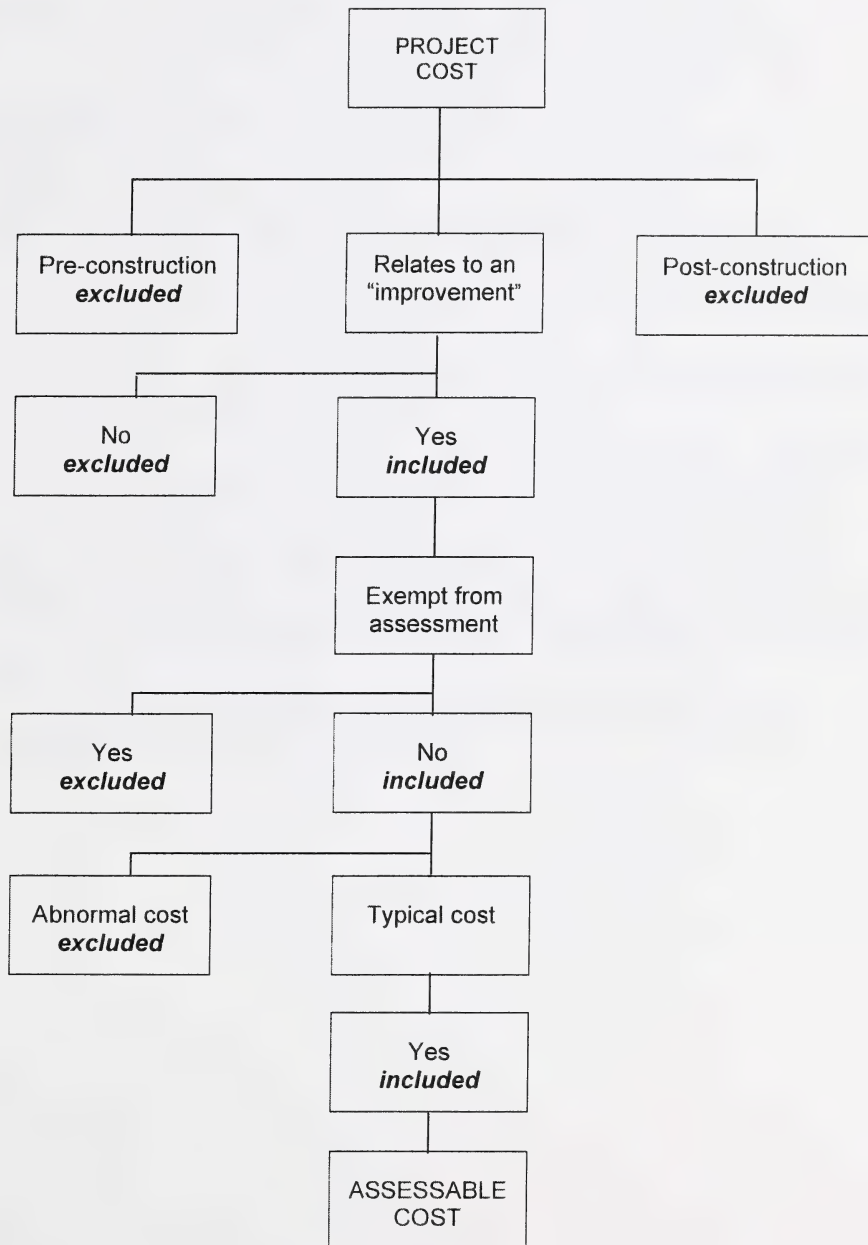 PROJECT
COST
Pre-construction
excluded
Relates to an
“improvement”
Post-construction
excluded
No
excluded
Yes
included
Exempt from
assessment
Yes
excluded
No
included
Abnormal cost
excluded
Typical cost
Yes
included
ASSESSABLE
COST